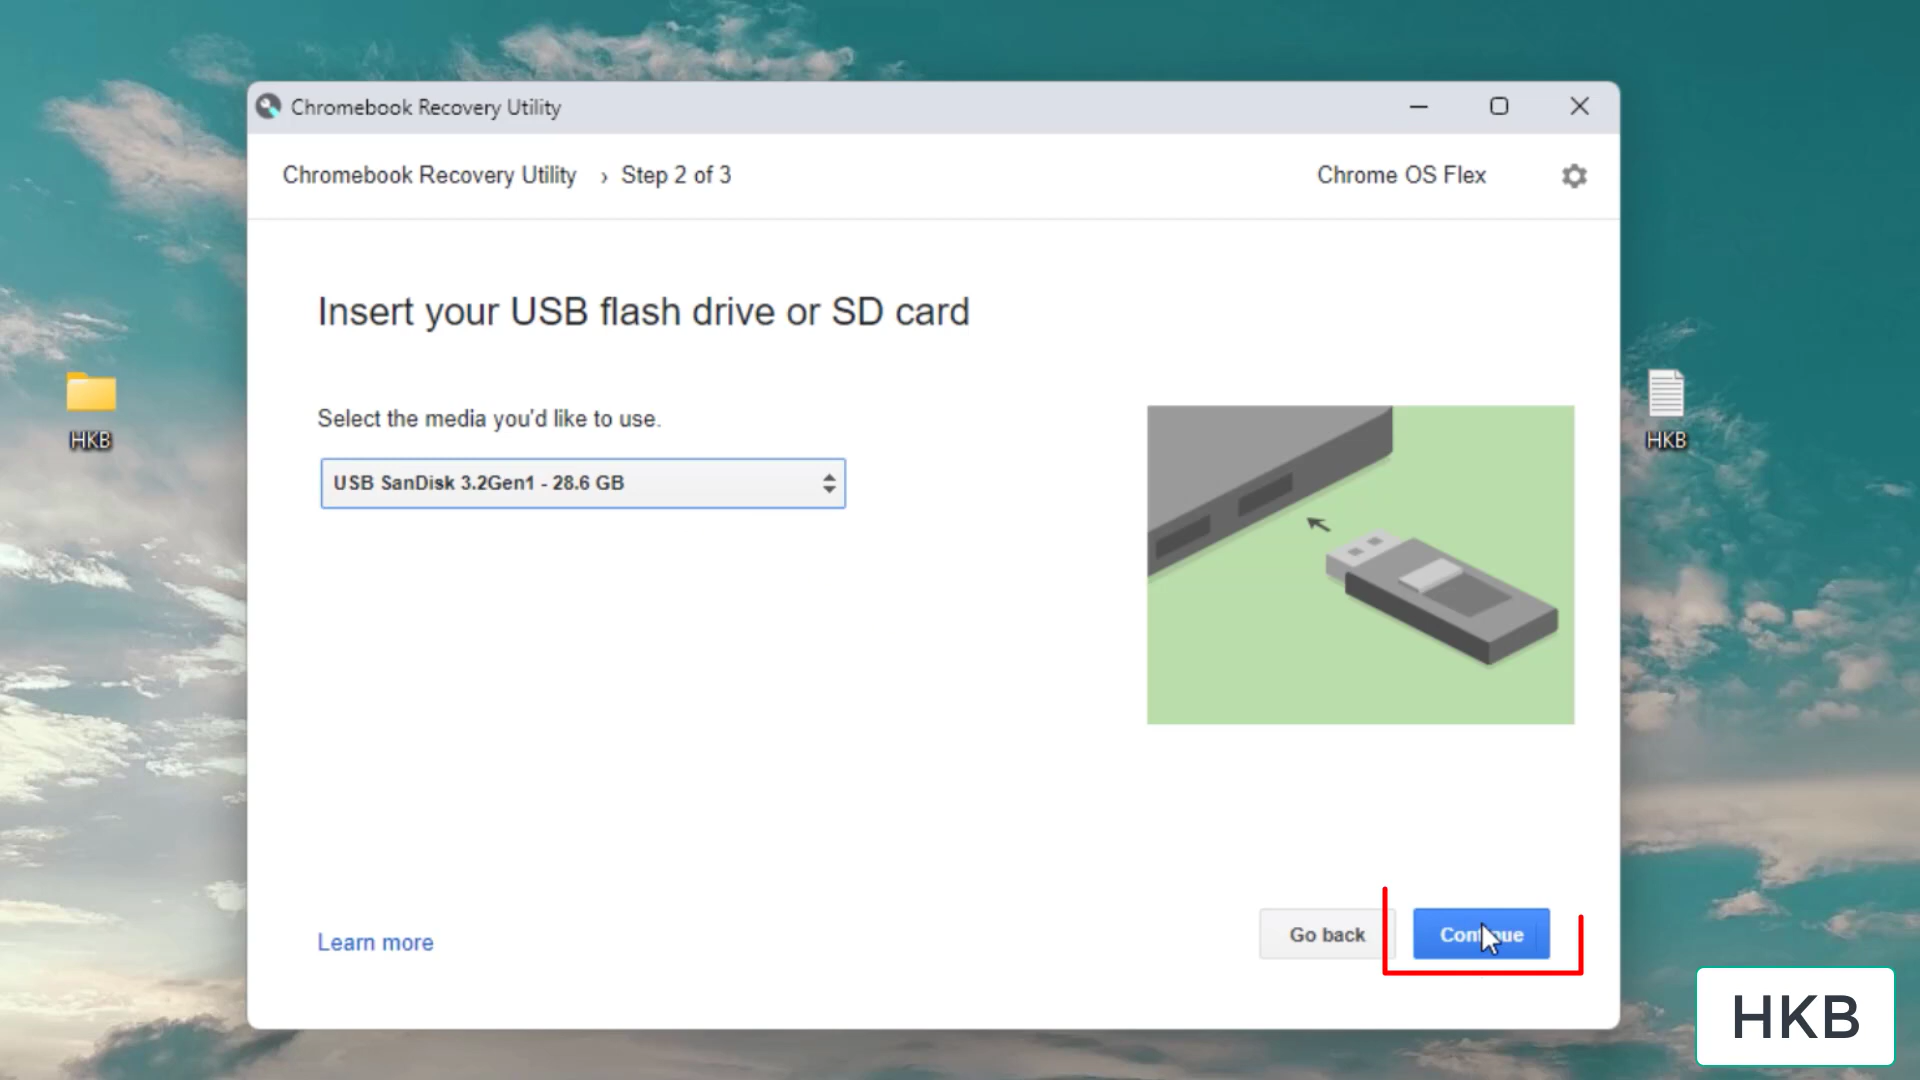 Chromebook Recovery Utility
Chromebook Recovery Utility › Step 2 of 3
Chrome OS Flex
Insert your USB flash drive or SD card
Select the media you'd like to use.
USB SanDisk 3.2Gen1 - 28.6 GB
HKB
HKB
Learn more
Go back
Continue
HKB